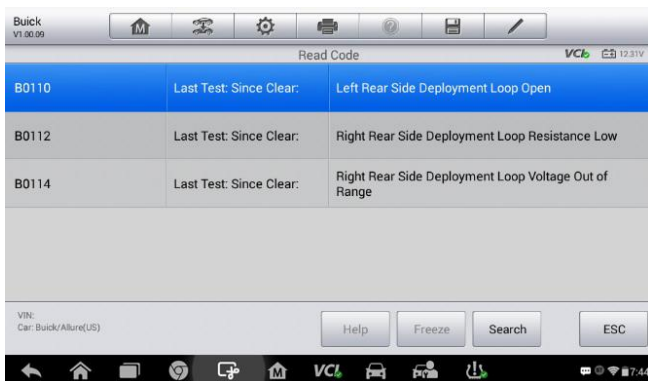 Buick
V1.00.09
M
Read Code
VCI
12.31V
B0110 Last Test: Since Clear: Left Rear Side Deployment Loop Open
B0112 Last Test: Since Clear: Right Rear Side Deployment Loop Resistance Low
B0114 Last Test: Since Clear: Right Rear Side Deployment Loop Voltage Out of
Range
VIN:
Car: Buick/Allure(US)
Help
Freeze
Search
ESC
M
VCI
7:44